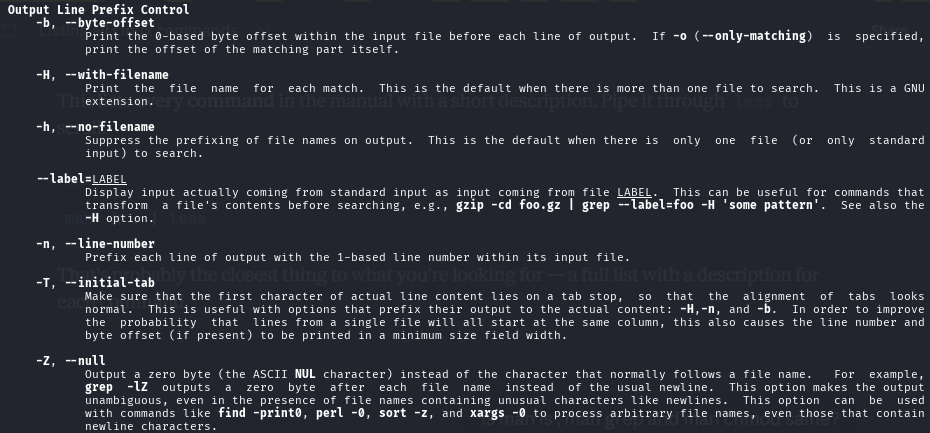 Output Line Prefix Control
-b, --byte-offset
Print the 0-based byte offset within the input file before each line of output. If -o (--only-matching) is specified,
print the offset of the matching part itself.
-H, --with-filename
Print the file name for each match. This is the default when there is more than one file to search. This is a GNU
extension.
-h, --no-filename
Suppress the prefixing of file names on output. This is the default when there is only one file (or only standard
input) to search.
--label=LABEL
Display input actually coming from standard input as input coming from file LABEL. This can be useful for commands that
transform a file's contents before searching, e.g., gzip -cd foo.gz | grep --label=foo -H 'some pattern'. See also the
-H option.
-n, --line-number
Prefix each line of output with the 1-based line number within its input file.
-T, --initial-tab
Make sure that the first character of actual line content lies on a tab stop, so that the alignment of tabs looks
normal. This is useful with options that prefix their output to the actual content: -H,-n, and -b. In order to improve
the probability that lines from a single file will all start at the same column, this also causes the line number and
byte offset (if present) to be printed in a minimum size field width.
-Z, --null
Output a zero byte (the ASCII NUL character) instead of the character that normally follows a file name. For example,
grep -lZ outputs a zero byte after each file name instead of the usual newline. This option makes the output
unambiguous, even in the presence of file names containing unusual characters like newlines. This option can be used
with commands like find -print0, perl -0, sort -z, and xargs -0 to process arbitrary file names, even those that contain
newline characters.